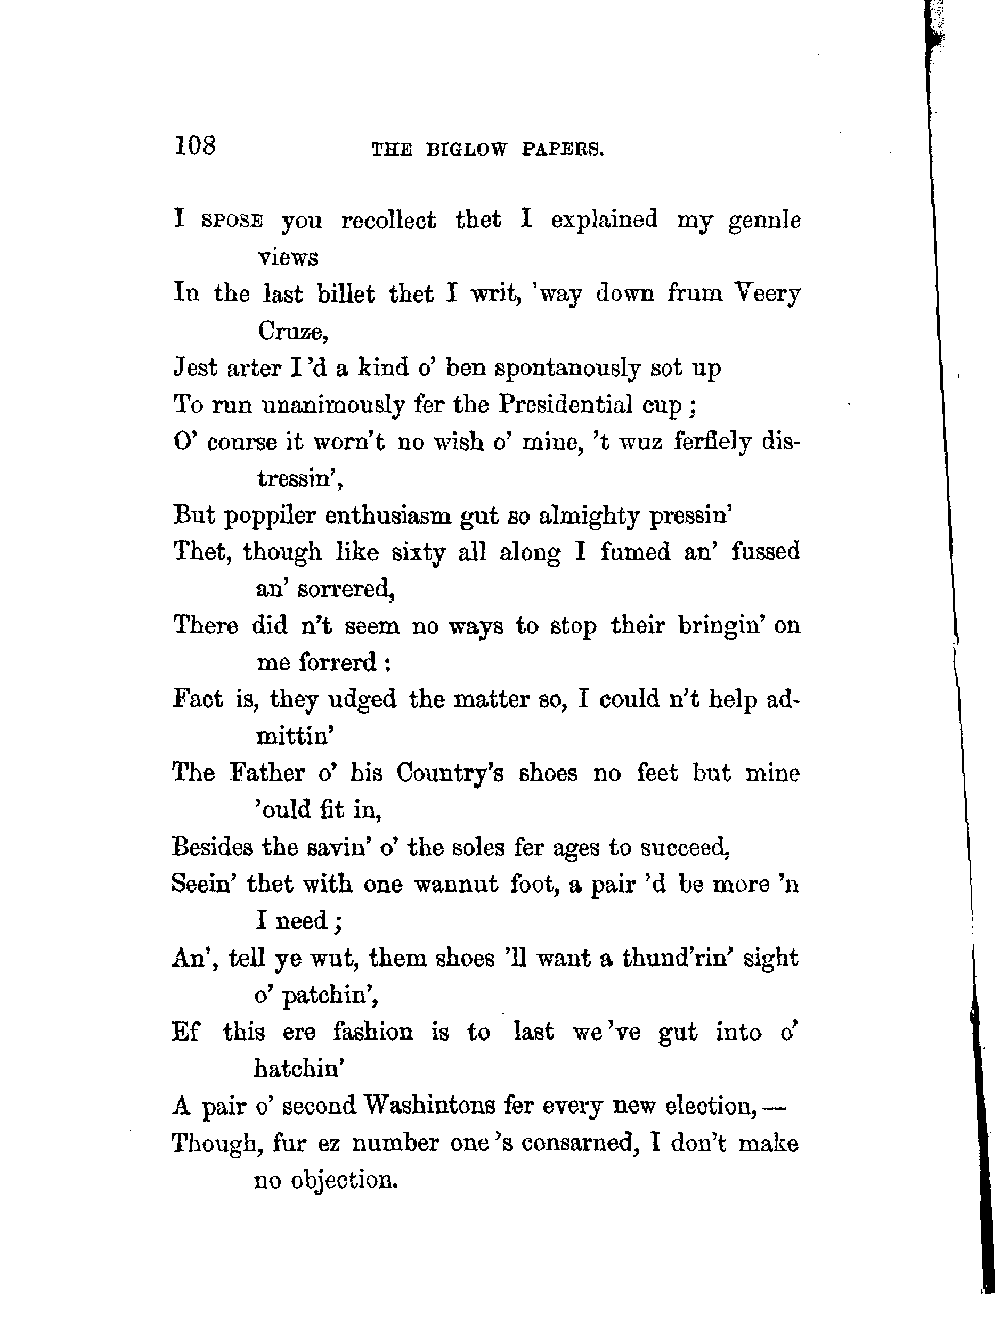 108 THE BIGLOW PAPERS.
I SPOSE you recollect thet I explained my gennle
views
In the last billet thet I writ, 'way down frum Veery
Cruze,
Jest arter I 'd a kind o' ben spontanously sot up
To run unanimously fer the Presidential cup;
O' course it worn't no wish o' mine, 't wuz ferflely dis-
tressin',
But poppiler enthusiasm gut so almighty pressin'
Thet, though like sixty all along I fumed an' fussed
an' sorrered,
There did n't seem no ways to stop their bringin' on
me forrerd:
Fact is, they udged the matter so, I could n't help ad-
mittin'
The Father o' his Country's shoes no feet but mine
'ould fit in,
Besides the savin' o' the soles fer ages to succeed,
Seein' thet with one wannut foot, a pair 'd be more 'n
I need;
An', tell ye wut, them shoes 'll want a thund'rin' sight
o' patchin',
Ef this ere fashion is to last we 've gut into o'
hatchin'
A pair o' second Washintons fer every new election,—
Though, fur ez number one 's consarned, I don't make
no objection.